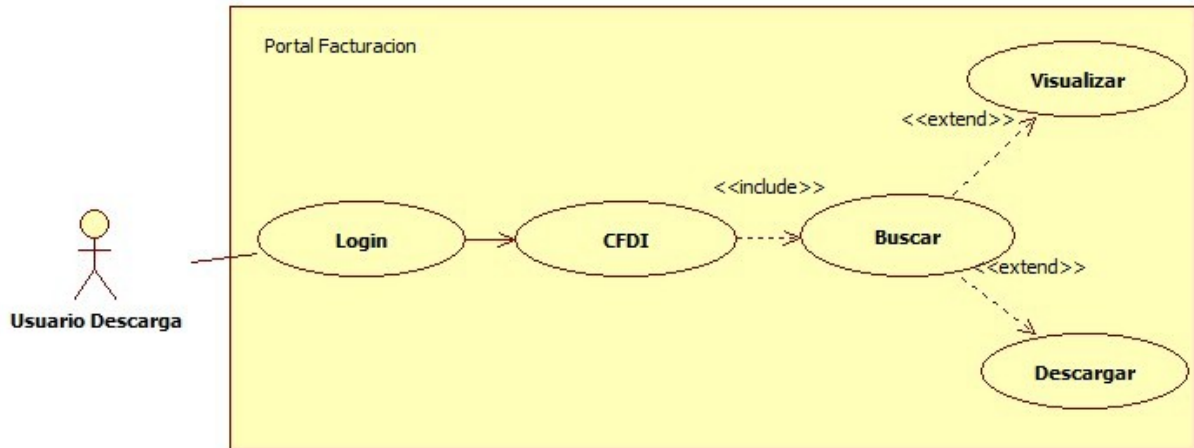 Portal Facturacion
Visualizar
<<extend>>
<<include>>
Login
CFDI
Buscar
<<extend>>
Usuario Descarga
Descargar